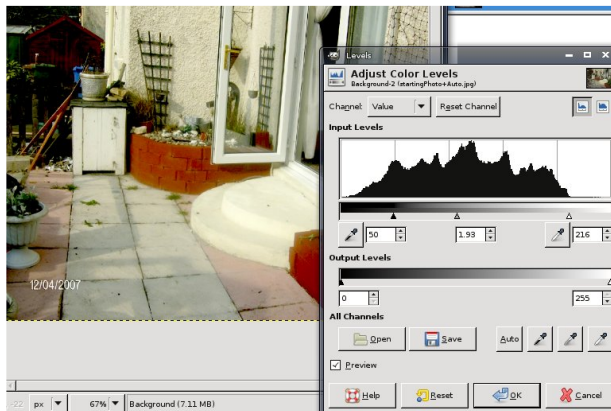 12/04/2007
Levels
Adjust Color Levels
Background-2 (startingPhoto+Auto.jpg)
Channel: Value Reset Channel
Input Levels
50 1.93 216
Output Levels
0 255
All Channels
Open Save Auto
Preview
Help Reset OK Cancel
-22 px 67% Background (7.11 MB)